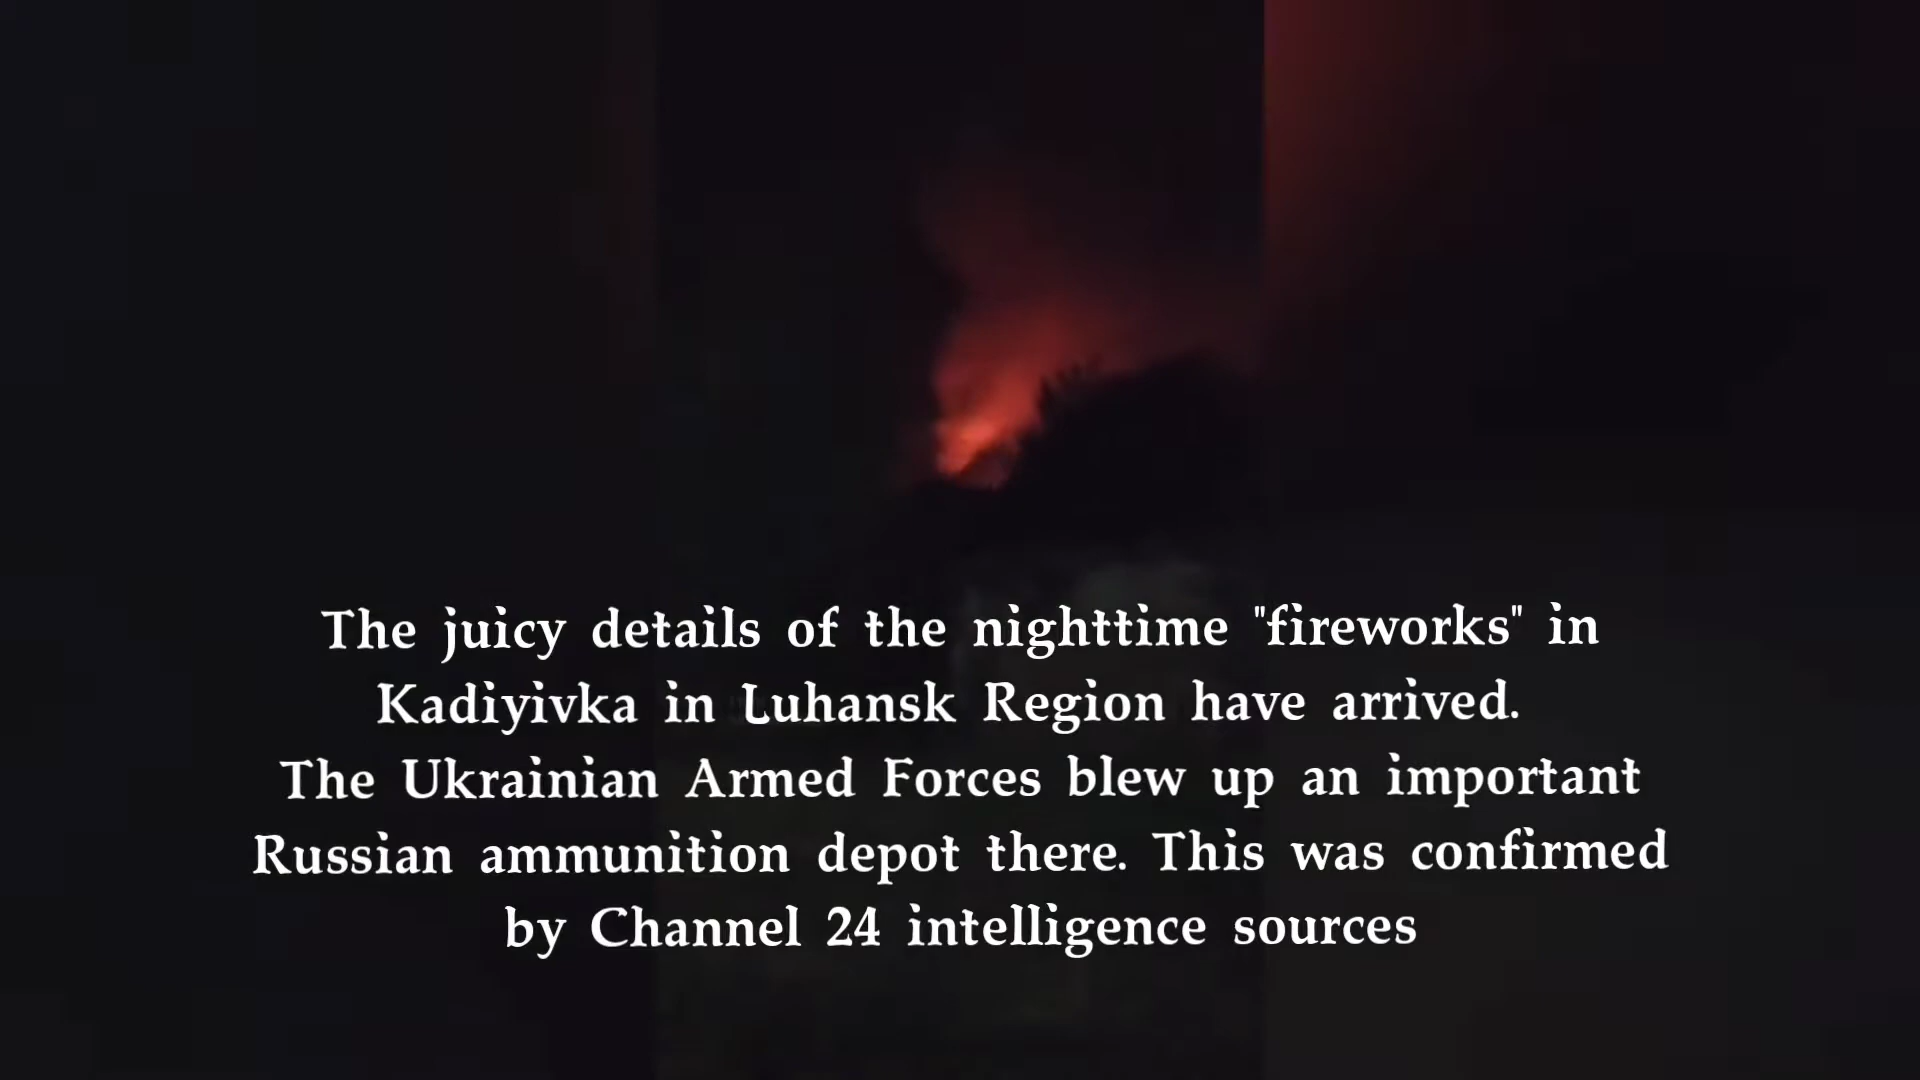 The juicy details of the nighttime "fireworks" in
Kadiyivka in Luhansk Region have arrived.
The Ukrainian Armed Forces blew up an important
Russian ammunition depot there. This was confirmed
by Channel 24 intelligence sources